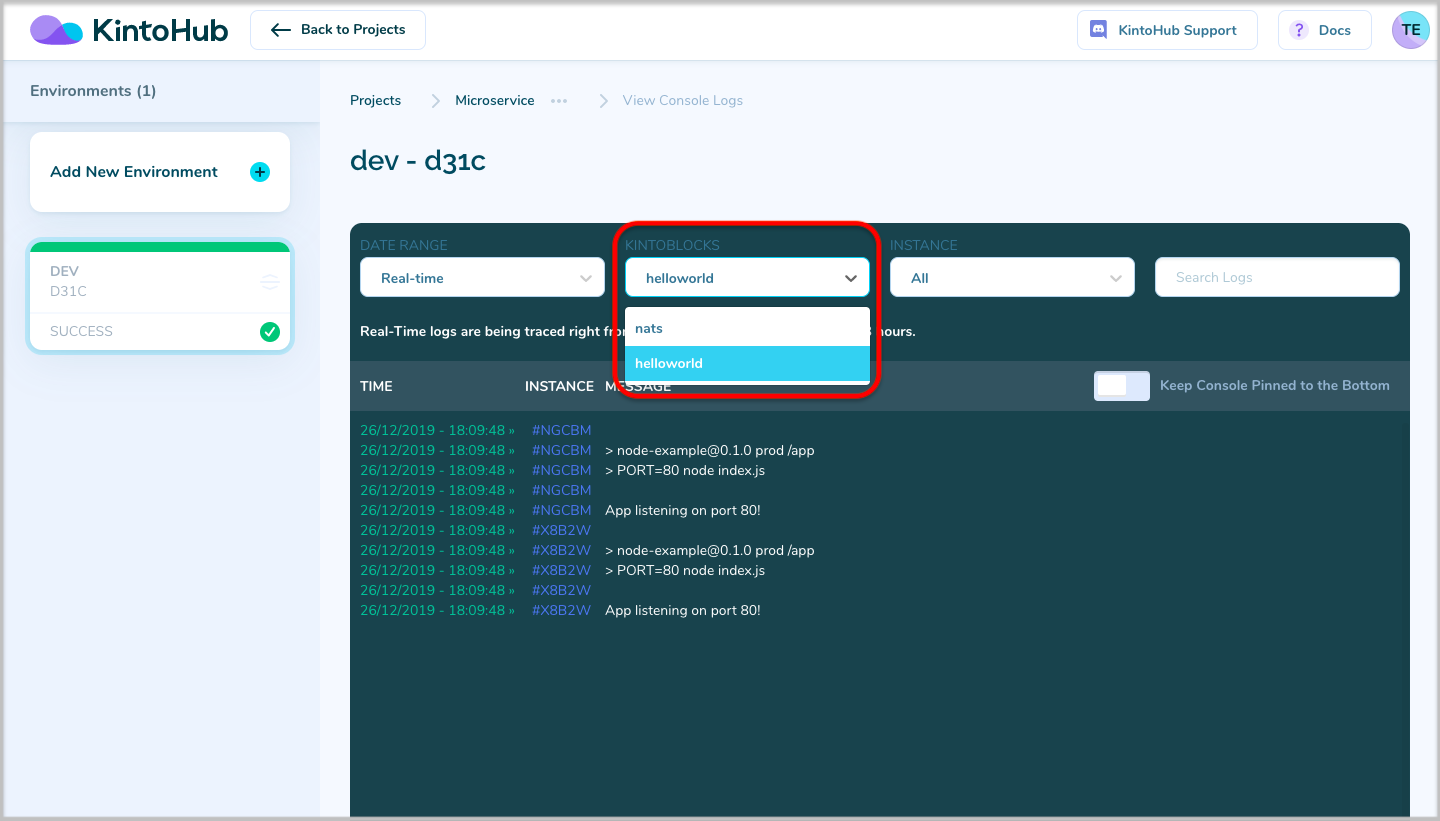 KintoHub
Back to Projects
KintoHub Support
? Docs
TE
Environments (1)
Add New Environment
DEV
D31C
SUCCESS
Projects
Microservice
View Console Logs
dev - d31c
DATE RANGE
Real-time
KINTOBLOCKS
helloworld
INSTANCE
All
Search Logs
nats
helloworld
Real-Time logs are being traced right hours.
TIME INSTANCE MESSAGE
Keep Console Pinned to the Bottom
26/12/2019 - 18:09:48 » #NGCBM
26/12/2019 - 18:09:48 » #NGCBM > node-example@0.1.0 prod /app
26/12/2019 - 18:09:48 » #NGCBM > PORT=80 node index.js
26/12/2019 - 18:09:48 » #NGCBM
26/12/2019 - 18:09:48 » #NGCBM App listening on port 80!
26/12/2019 - 18:09:48 » #X8B2W
26/12/2019 - 18:09:48 » #X8B2W > node-example@0.1.0 prod /app
26/12/2019 - 18:09:48 » #X8B2W > PORT=80 node index.js
26/12/2019 - 18:09:48 » #X8B2W
26/12/2019 - 18:09:48 » #X8B2W App listening on port 80!